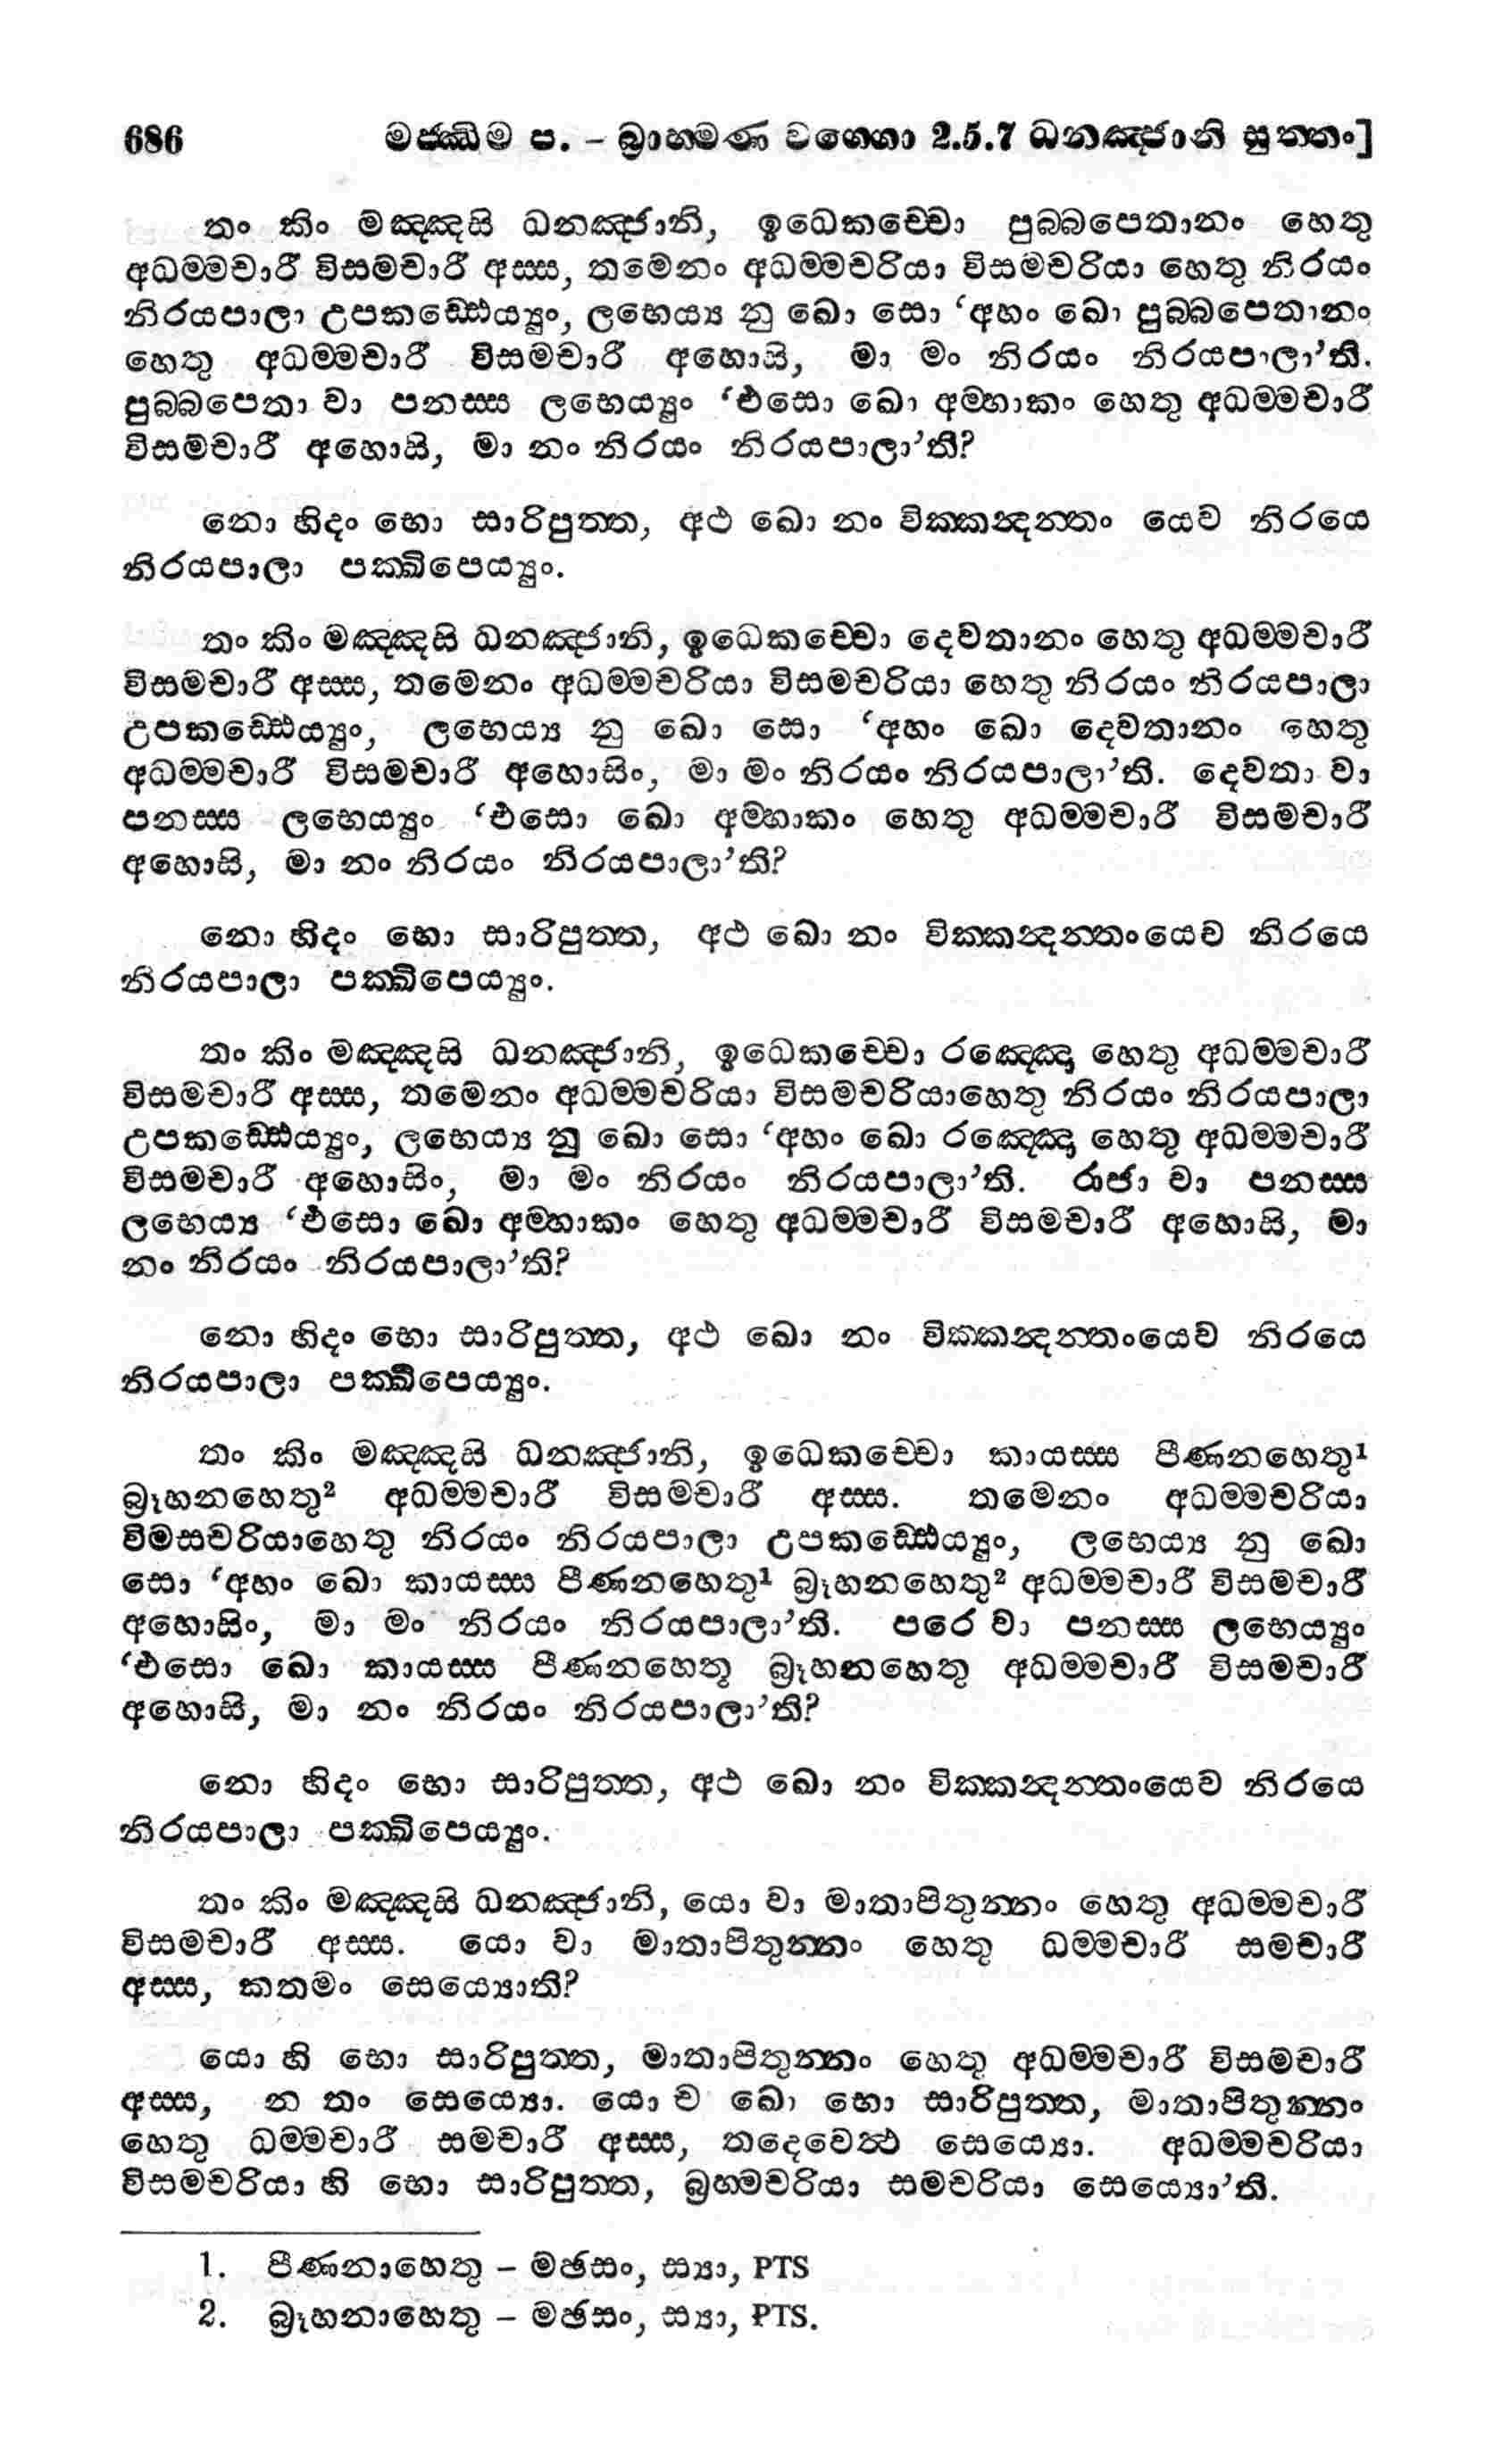 686 මජ්ඣිම ප. – බ්‍රාහ්මණ වග්ගො 2.5.7 ධනඤ්ජානි සුත්තං]
තං කිං මඤ්ඤසි ධනඤ්ජානි, ඉධෙකච්චො පුබ්බපෙතානං හෙතු
අධම්මචාරී විසමචාරී අස්ස, තමෙනං අධම්මචරියා විසමචරියා හෙතු නිරයං
නිරයපාලා උපකඩ්ඪෙය්‍යුං, ලභෙය්‍ය නු ඛො සො ‘අහං ඛො පුබ්බපෙතානං
හෙතු අධම්මචාරී විසමචාරී අහොසි, මා මං නිරයං නිරයපාලා’ති.
පුබ්බපෙතා වා පනස්ස ලභෙය්‍යුං ‘එසො ඛො අම්හාකං හෙතු අධම්මචාරී
විසමචාරී අහොසි, මා නං නිරයං නිරයපාලා’ති?
නො හිදං භො සාරිපුත්ත, අථ ඛො නං වික්කන්දන්තං යෙව නිරයෙ
නිරයපාලා පක්ඛිපෙය්‍යුං.
තං කිං මඤ්ඤසි ධනඤ්ජානි, ඉධෙකච්චො දෙවතානං හෙතු අධම්මචාරී
විසමචාරී අස්ස, තමෙනං අධම්මචරියා විසමචරියා හෙතු නිරයං නිරයපාලා
උපකඩ්ඪෙය්‍යුං, ලභෙය්‍ය නු ඛො සො ‘අහං ඛො දෙවතානං හෙතු
අධම්මචාරී විසමචාරී අහොසිං, මා මං නිරයං නිරයපාලා’ති. දෙවතා වා
පනස්ස ලභෙය්‍යුං ‘එසො ඛො අම්හාකං හෙතු අධම්මචාරී විසමචාරී
අහොසි, මා නං නිරයං නිරයපාලා’ති?
නො හිදං භො සාරිපුත්ත, අථ ඛො නං වික්කන්දන්තංයෙව නිරයෙ
නිරයපාලා පක්ඛිපෙය්‍යුං.
තං කිං මඤ්ඤසි ධනඤ්ජානි, ඉධෙකච්චො රඤ්ඤො හෙතු අධම්මචාරී
විසමචාරී අස්ස, තමෙනං අධම්මචරියා විසමචරියාහෙතු නිරයං නිරයපාලා
උපකඩ්ඪෙය්‍යුං, ලභෙය්‍ය නු ඛො සො ‘අහං ඛො රඤ්ඤො හෙතු අධම්මචාරී
විසමචාරී අහොසිං, මා මං නිරයං නිරයපාලා’ති. රාජා වා පනස්ස
ලභෙය්‍ය ‘එසො ඛො අම්හාකං හෙතු අධම්මචාරී විසමචාරී අහොසි, මා
නං නිරයං නිරයපාලා’ති?
නො හිදං භො සාරිපුත්ත, අථ ඛො නං වික්කන්දන්තංයෙව නිරයෙ
නිරයපාලා පක්ඛිපෙය්‍යුං.
තං කිං මඤ්ඤසි ධනඤ්ජානි, ඉධෙකච්චො කායස්ස පීණනහෙතු¹
බ්‍රූහනහෙතු² අධම්මචාරී විසමචාරී අස්ස. තමෙනං අධම්මචරියා
විමසචරියාහෙතු නිරයං නිරයපාලා උපකඩ්ඪෙය්‍යුං, ලභෙය්‍ය නු ඛො
සො ‘අහං ඛො කායස්ස පීණනහෙතු¹ බ්‍රූහනහෙතු² අධම්මචාරී විසමචාරී
අහොසිං, මා මං නිරයං නිරයපාලා’ති. පරෙ වා පනස්ස ලභෙය්‍යුං
‘එසො ඛො කායස්ස පීණනහෙතු බ්‍රූහනහෙතු අධම්මචාරී විසමචාරී
අහොසි, මා නං නිරයං නිරයපාලා’ති?
නො හිදං භො සාරිපුත්ත, අථ ඛො නං වික්කන්දන්තංයෙව නිරයෙ
නිරයපාලා පක්ඛිපෙය්‍යුං.
තං කිං මඤ්ඤසි ධනඤ්ජානි, යො වා මාතාපිතුන්නං හෙතු අධම්මචාරී
විසමචාරී අස්ස. යො වා මාතාපිතුන්නං හෙතු ධම්මචාරී සමචාරී
අස්ස, කතමං සෙය්‍යොති?
යො හි භො සාරිපුත්ත, මාතාපිතුන්නං හෙතු අධම්මචාරී විසමචාරී
අස්ස, න තං සෙය්‍යො. යො ච ඛො භො සාරිපුත්ත, මාතාපිතුන්නං
හෙතු ධම්මචාරී සමචාරී අස්ස, තදෙවෙත්ථ සෙය්‍යො. අධම්මචරියා
විසමචරියා හි භො සාරිපුත්ත, බ්‍රහ්මචරියා සමචරියා සෙය්‍යො’ති.
1. පීණනාහෙතු – මඡසං, ස්‍යා, PTS
2. බ්‍රූහනාහෙතු – මඡසං, ස්‍යා, PTS.